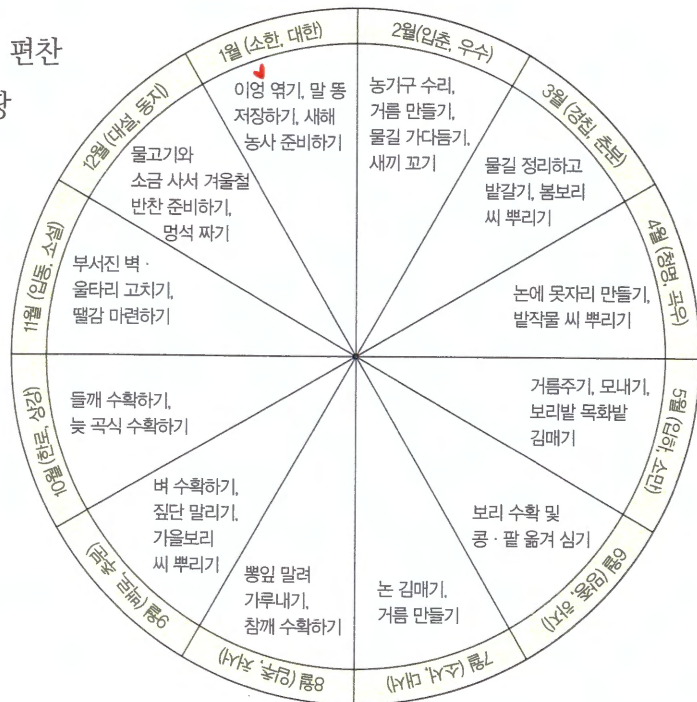 편찬
1월 (소한, 대한)
이엉 엮기, 말 똥
저장하기, 새해
농사 준비하기
2월(입춘, 우수)
농기구 수리,
거름 만들기,
물길 가다듬기,
새끼 꼬기
3월 (경칩, 춘분)
물길 정리하고
밭갈기, 봄보리
씨 뿌리기
4월 (청명, 곡우)
논에 못자리 만들기,
밭작물 씨 뿌리기
5월 (입하, 소만)
거름주기, 모내기,
보리밭 목화밭
김매기
6월 (망종, 하지)
보리 수확 및
콩 · 팥 옮겨 심기
7월 (소서, 대서)
논 김매기,
거름 만들기
8월 (입추, 처서)
뽕잎 말려
가루내기,
참깨 수확하기
9월 (백로, 추분)
벼 수확하기,
짚단 말리기,
가을보리
씨 뿌리기
10월 (한로, 상강)
들깨 수확하기,
늦 곡식 수확하기
11월 (입동, 소설)
부서진 벽 ·
울타리 고치기,
땔감 마련하기
12월 (대설, 동지)
물고기와
소금 사서 겨울철
반찬 준비하기,
멍석 짜기